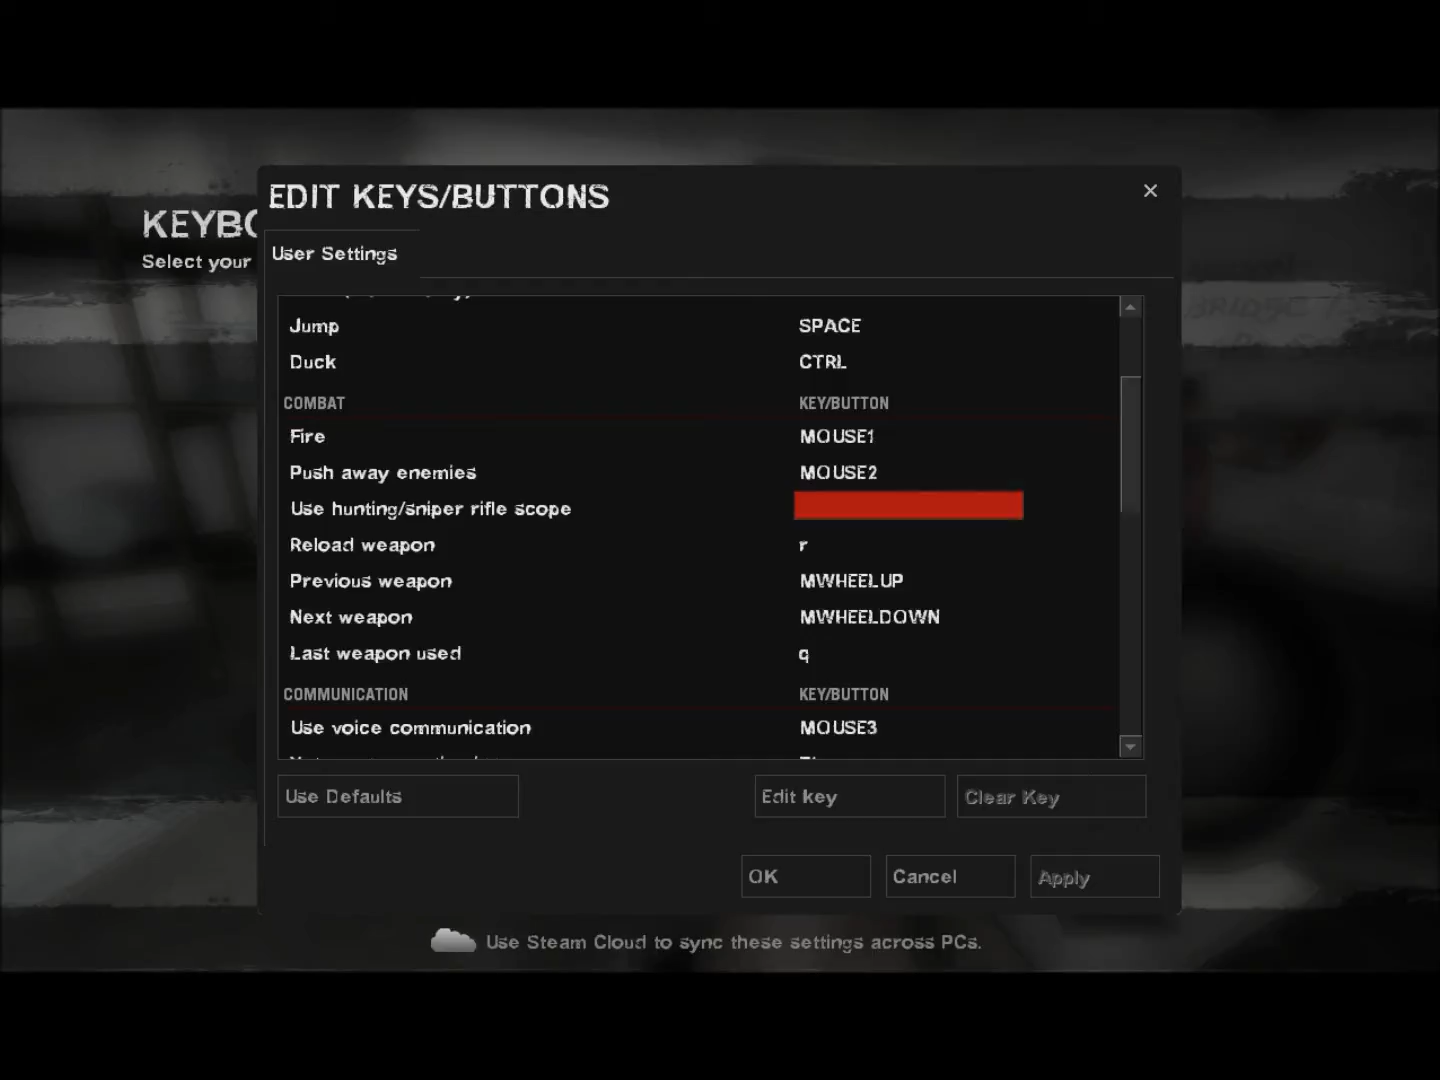 KEYBO
Select your
EDIT KEYS/BUTTONS
User Settings
Jump SPACE
Duck CTRL
COMBAT KEY/BUTTON
Fire MOUSE1
Push away enemies MOUSE2
Use hunting/sniper rifle scope
Reload weapon r
Previous weapon MWHEELUP
Next weapon MWHEELDOWN
Last weapon used q
COMMUNICATION KEY/BUTTON
Use voice communication MOUSE3
Use Defaults Edit key Clear Key
OK Cancel Apply
Use Steam Cloud to sync these settings across PCs.